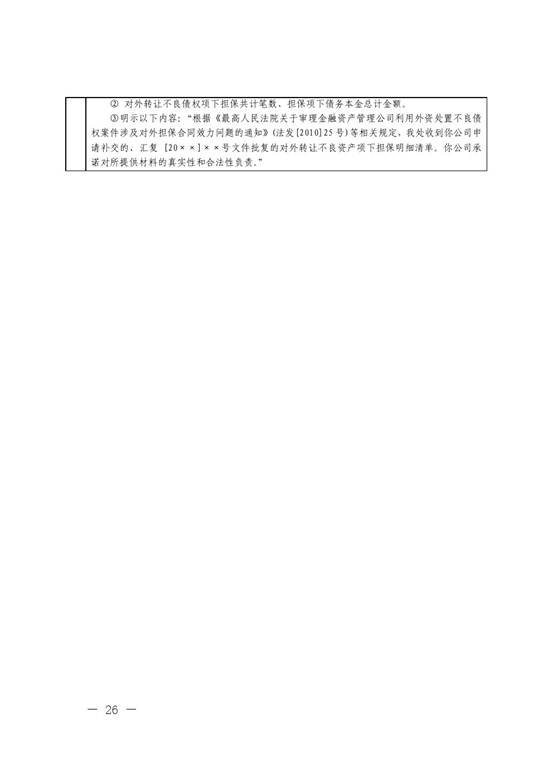 ② 对外转让不良债权项下担保共计笔数、担保项下债务本金总计金额。
③明示以下内容：“根据《最高人民法院关于审理金融资产管理公司利用外资处置不良债
权案件涉及对外担保合同效力问题的通知》(法发[2010]25 号)等相关规定，我处收到你公司申
请补交的、汇复 [20××]××号文件批复的对外转让不良资产项下担保明细清单。你公司承
诺对所提供材料的真实性和合法性负责。”
— 26 —